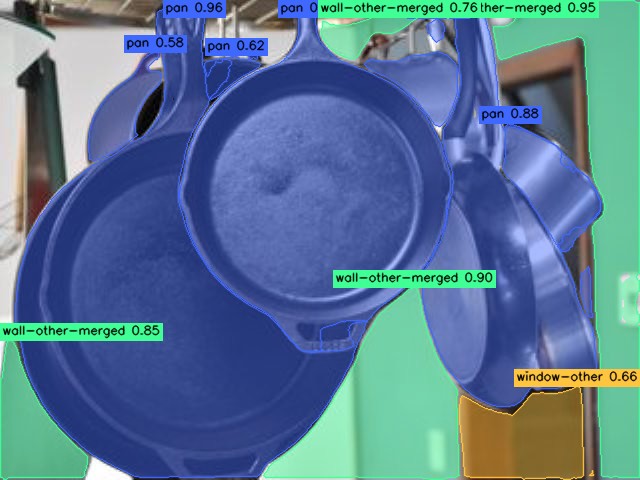 pan 0.96
pan 0
wall-other-merged 0.76
ther-merged 0.95
pan 0.58
pan 0.62
pan 0.88
wall-other-merged 0.90
wall-other-merged 0.85
window-other 0.66